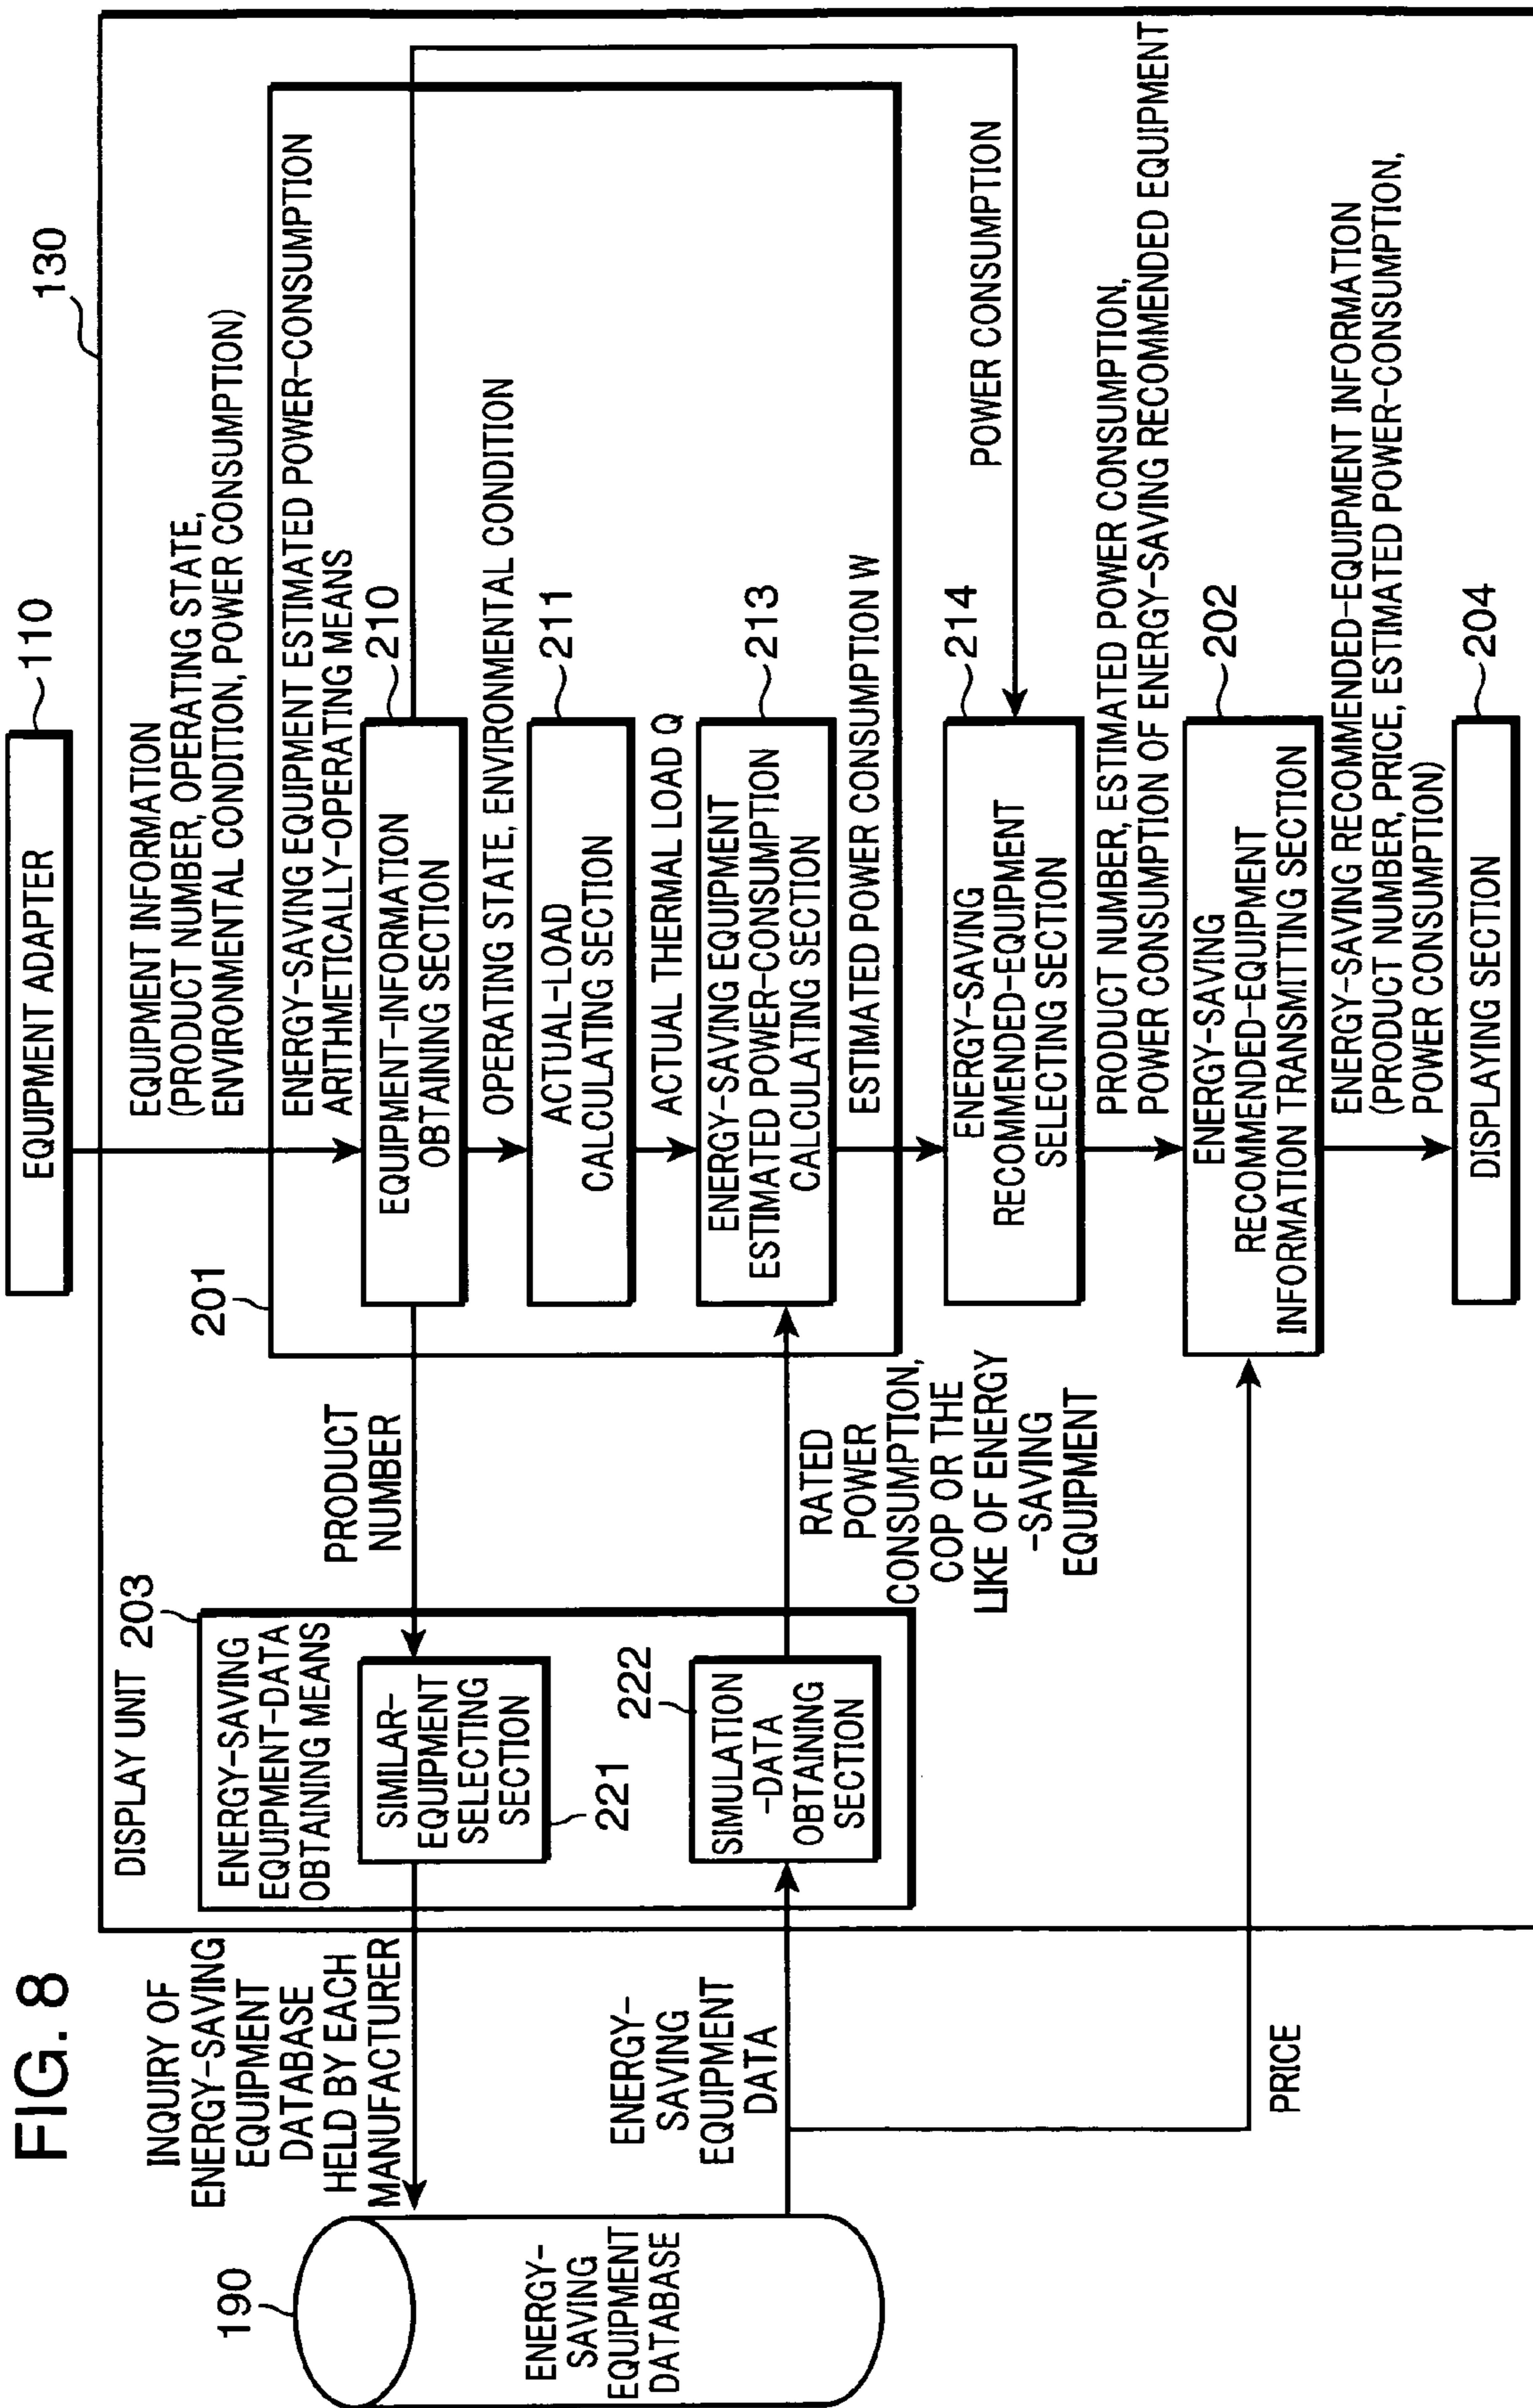 FIG. 8
130
DISPLAY UNIT
EQUIPMENT ADAPTER
110
EQUIPMENT INFORMATION
(PRODUCT NUMBER, OPERATING STATE,
ENVIRONMENTAL CONDITION, POWER CONSUMPTION)
201
ENERGY-SAVING EQUIPMENT ESTIMATED POWER-CONSUMPTION
ARITHMETICALLY-OPERATING MEANS
210
EQUIPMENT-INFORMATION
OBTAINING SECTION
OPERATING STATE, ENVIRONMENTAL CONDITION
211
ACTUAL-LOAD
CALCULATING SECTION
ACTUAL THERMAL LOAD Q
213
ENERGY-SAVING EQUIPMENT
ESTIMATED POWER-CONSUMPTION
CALCULATING SECTION
ESTIMATED POWER CONSUMPTION W
POWER CONSUMPTION
214
ENERGY-SAVING
RECOMMENDED-EQUIPMENT
SELECTING SECTION
PRODUCT NUMBER, ESTIMATED POWER CONSUMPTION,
POWER CONSUMPTION OF ENERGY-SAVING RECOMMENDED EQUIPMENT
202
ENERGY-SAVING
RECOMMENDED-EQUIPMENT
INFORMATION TRANSMITTING SECTION
ENERGY-SAVING RECOMMENDED-EQUIPMENT INFORMATION
(PRODUCT NUMBER, PRICE, ESTIMATED POWER-CONSUMPTION,
POWER CONSUMPTION)
204
DISPLAYING SECTION
203
ENERGY-SAVING
EQUIPMENT-DATA
OBTAINING MEANS
PRODUCT
NUMBER
SIMILAR-
EQUIPMENT
SELECTING
SECTION
221
222
SIMULATION
-DATA
OBTAINING
SECTION
RATED
POWER
CONSUMPTION,
COP OR THE
LIKE OF ENERGY
-SAVING
EQUIPMENT
INQUIRY OF
ENERGY-SAVING
EQUIPMENT
DATABASE
HELD BY EACH
MANUFACTURER
ENERGY-
SAVING
EQUIPMENT
DATA
PRICE
190
ENERGY-
SAVING
EQUIPMENT
DATABASE